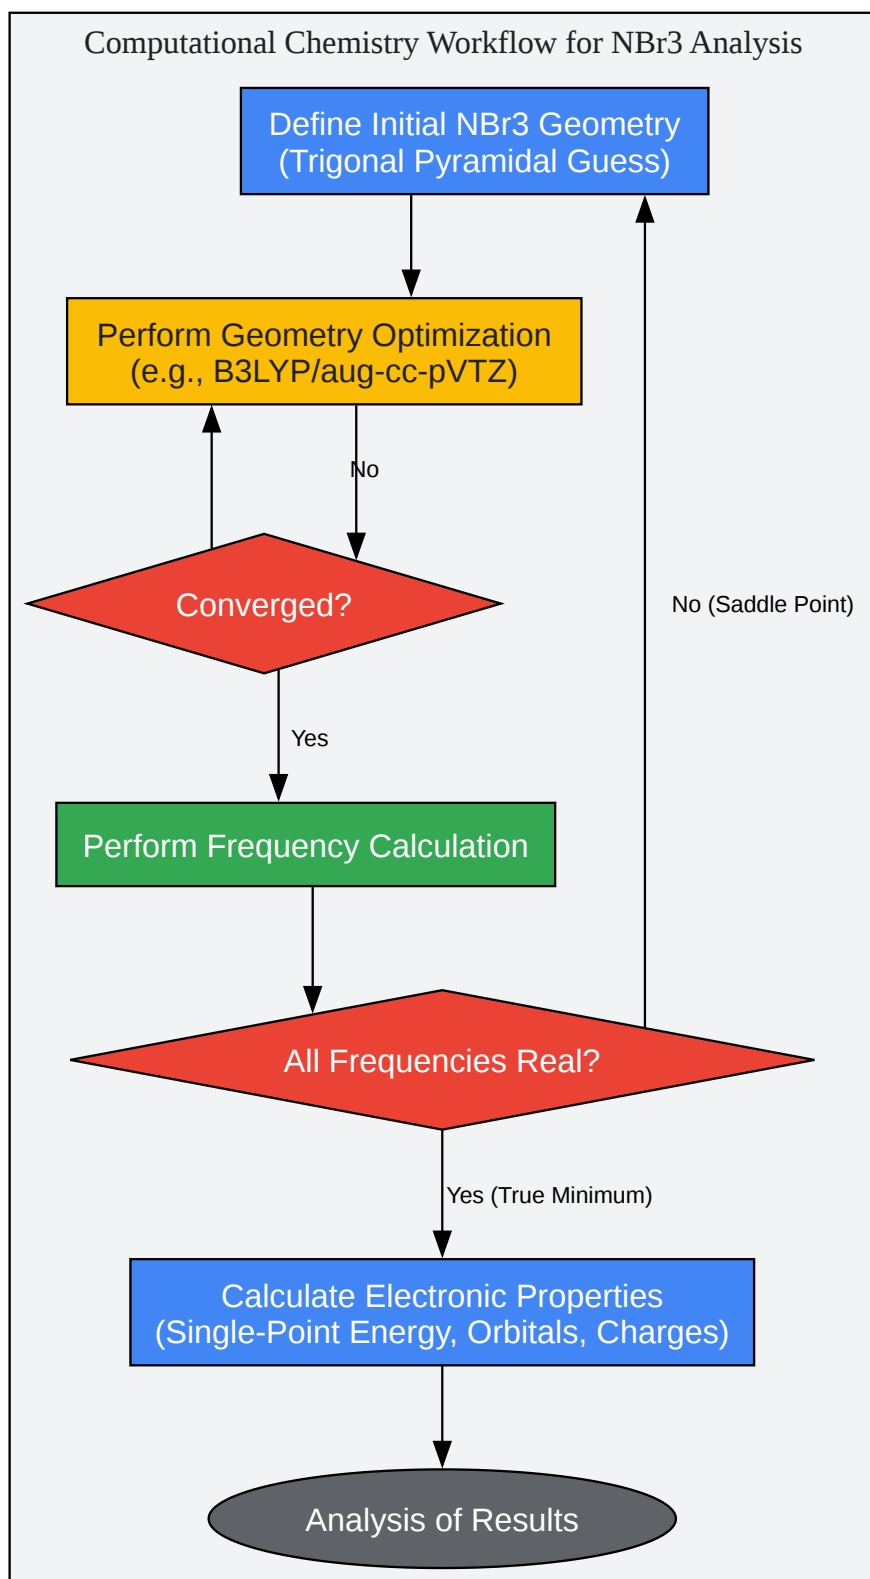 Computational Chemistry Workflow for NBr3 Analysis
Define Initial NBr3 Geometry
(Trigonal Pyramidal Guess)
Perform Geometry Optimization
(e.g., B3LYP/aug-cc-pVTZ)
No
Converged?
No (Saddle Point)
Yes
Perform Frequency Calculation
All Frequencies Real?
Yes (True Minimum)
Calculate Electronic Properties
(Single-Point Energy, Orbitals, Charges)
Analysis of Results